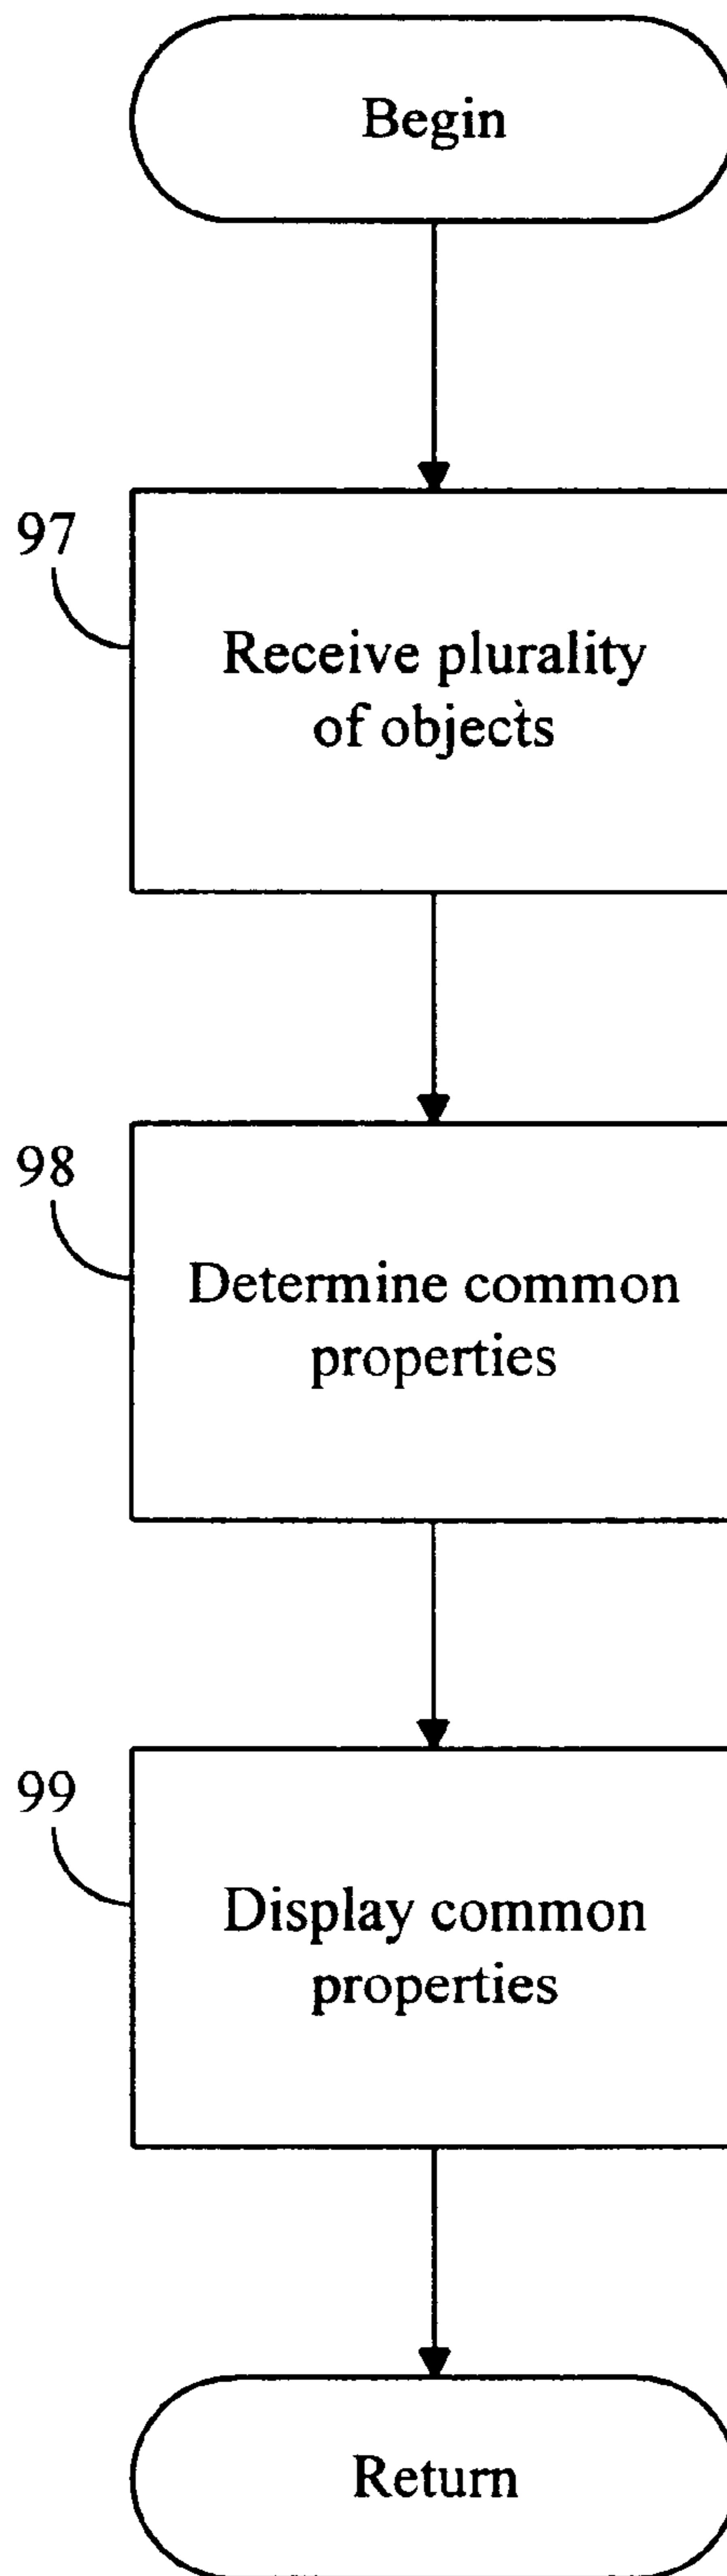 Begin
97
Receive plurality
of objects
98
Determine common
properties
99
Display common
properties
Return